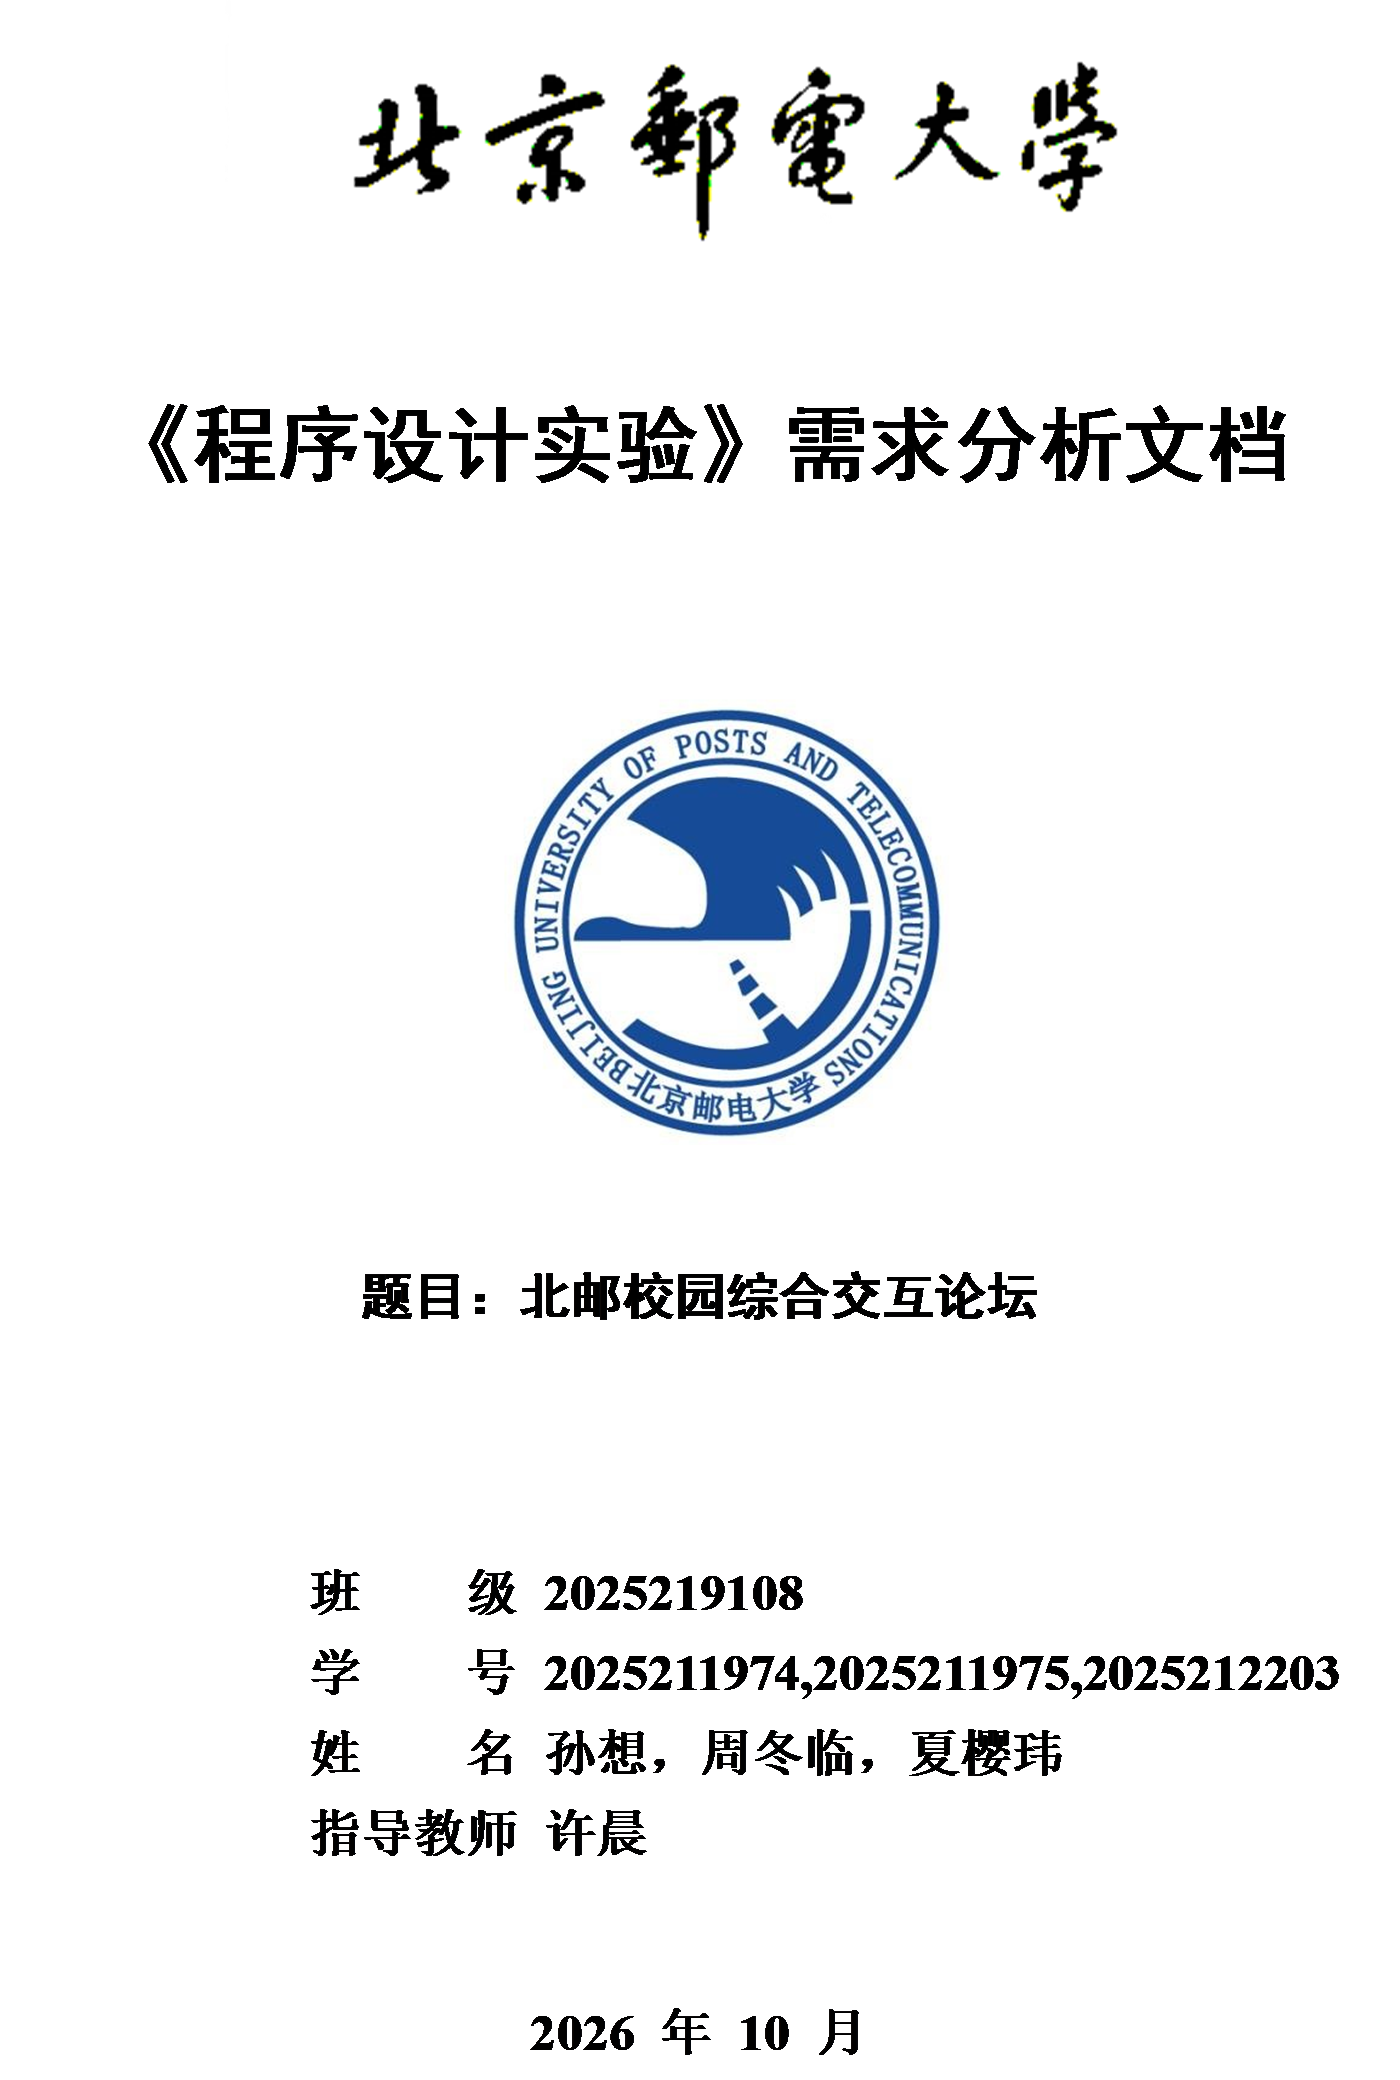 北京郵電大學
《程序设计实验》需求分析文档
BEIJING UNIVERSITY OF POSTS AND TELECOMMUNICATIONS
北京邮电大学
题目：北邮校园综合交互论坛
班 级 2025219108
学 号 2025211974,2025211975,2025212203
姓 名 孙想，周冬临，夏樱玮
指导教师 许晨
2026 年 10 月